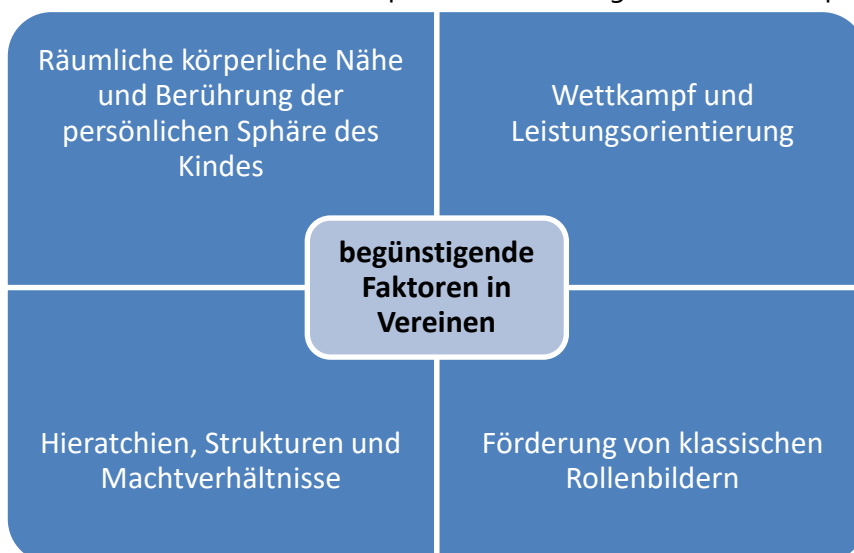 Räumliche körperliche Nähe
und Berührung der
persönlichen Sphäre des
Kindes
Wettkampf und
Leistungsorientierung
begünstigende
Faktoren in
Vereinen
Hieratchien, Strukturen und
Machtverhältnisse
Förderung von klassischen
Rollenbildern